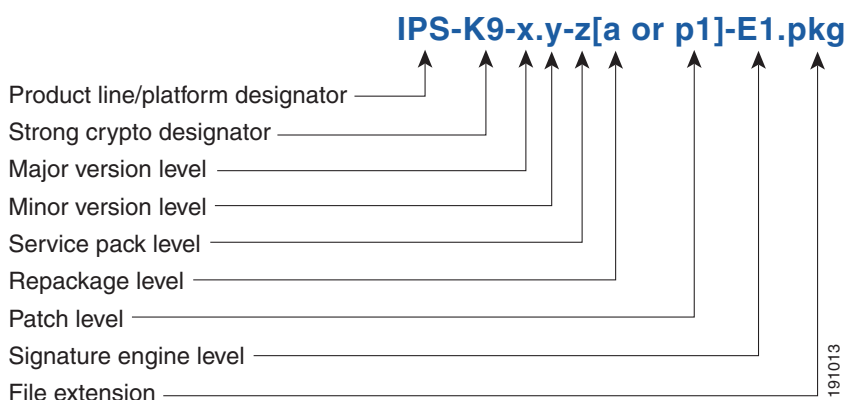 IPS-K9-x.y-z[a or p1]-E1.pkg
Product line/platform designator
Strong crypto designator
Major version level
Minor version level
Service pack level
Repackage level
Patch level
Signature engine level
File extension
191013